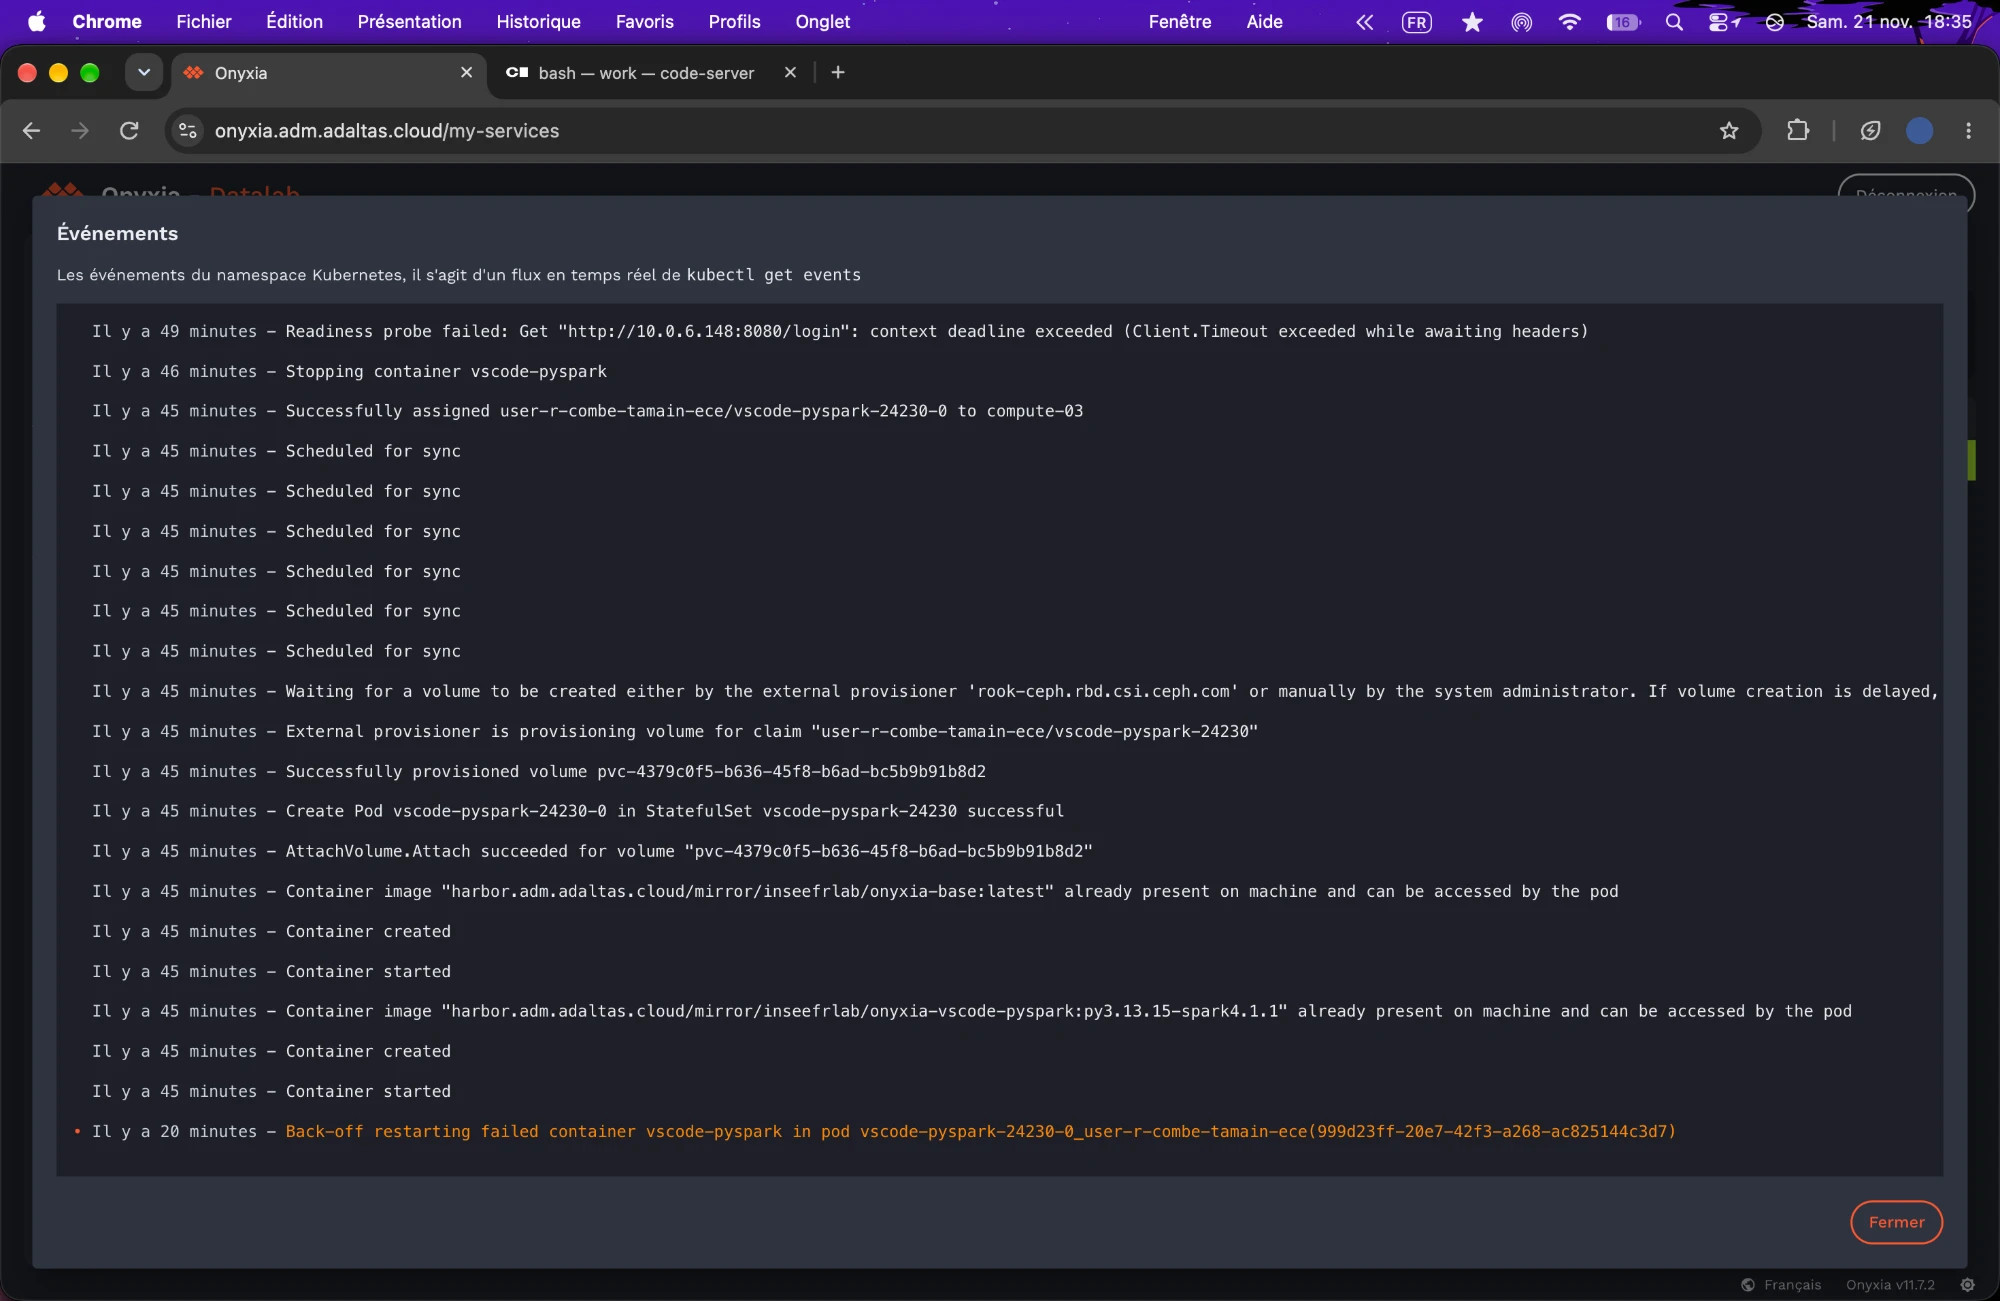 Chrome Fichier Édition Présentation Historique Favoris Profils Onglet Fenêtre Aide FR 16 Sam. 21 nov. 18:35
Onyxia bash — work — code-server
onyxia.adm.adaltas.cloud/my-services
Onyxia - Datalab Déconnexion
Événements
Les événements du namespace Kubernetes, il s'agit d'un flux en temps réel de kubectl get events
Il y a 49 minutes – Readiness probe failed: Get "http://10.0.6.148:8080/login": context deadline exceeded (Client.Timeout exceeded while awaiting headers)
Il y a 46 minutes – Stopping container vscode-pyspark
Il y a 45 minutes – Successfully assigned user-r-combe-tamain-ece/vscode-pyspark-24230-0 to compute-03
Il y a 45 minutes – Scheduled for sync
Il y a 45 minutes – Scheduled for sync
Il y a 45 minutes – Scheduled for sync
Il y a 45 minutes – Scheduled for sync
Il y a 45 minutes – Scheduled for sync
Il y a 45 minutes – Scheduled for sync
Il y a 45 minutes – Waiting for a volume to be created either by the external provisioner 'rook-ceph.rbd.csi.ceph.com' or manually by the system administrator. If volume creation is delayed,
Il y a 45 minutes – External provisioner is provisioning volume for claim "user-r-combe-tamain-ece/vscode-pyspark-24230"
Il y a 45 minutes – Successfully provisioned volume pvc-4379c0f5-b636-45f8-b6ad-bc5b9b91b8d2
Il y a 45 minutes – Create Pod vscode-pyspark-24230-0 in StatefulSet vscode-pyspark-24230 successful
Il y a 45 minutes – AttachVolume.Attach succeeded for volume "pvc-4379c0f5-b636-45f8-b6ad-bc5b9b91b8d2"
Il y a 45 minutes – Container image "harbor.adm.adaltas.cloud/mirror/inseefrlab/onyxia-base:latest" already present on machine and can be accessed by the pod
Il y a 45 minutes – Container created
Il y a 45 minutes – Container started
Il y a 45 minutes – Container image "harbor.adm.adaltas.cloud/mirror/inseefrlab/onyxia-vscode-pyspark:py3.13.15-spark4.1.1" already present on machine and can be accessed by the pod
Il y a 45 minutes – Container created
Il y a 45 minutes – Container started
• Il y a 20 minutes – Back-off restarting failed container vscode-pyspark in pod vscode-pyspark-24230-0_user-r-combe-tamain-ece(999d23ff-20e7-42f3-a268-ac825144c3d7)
Fermer
Français Onyxia v11.7.2